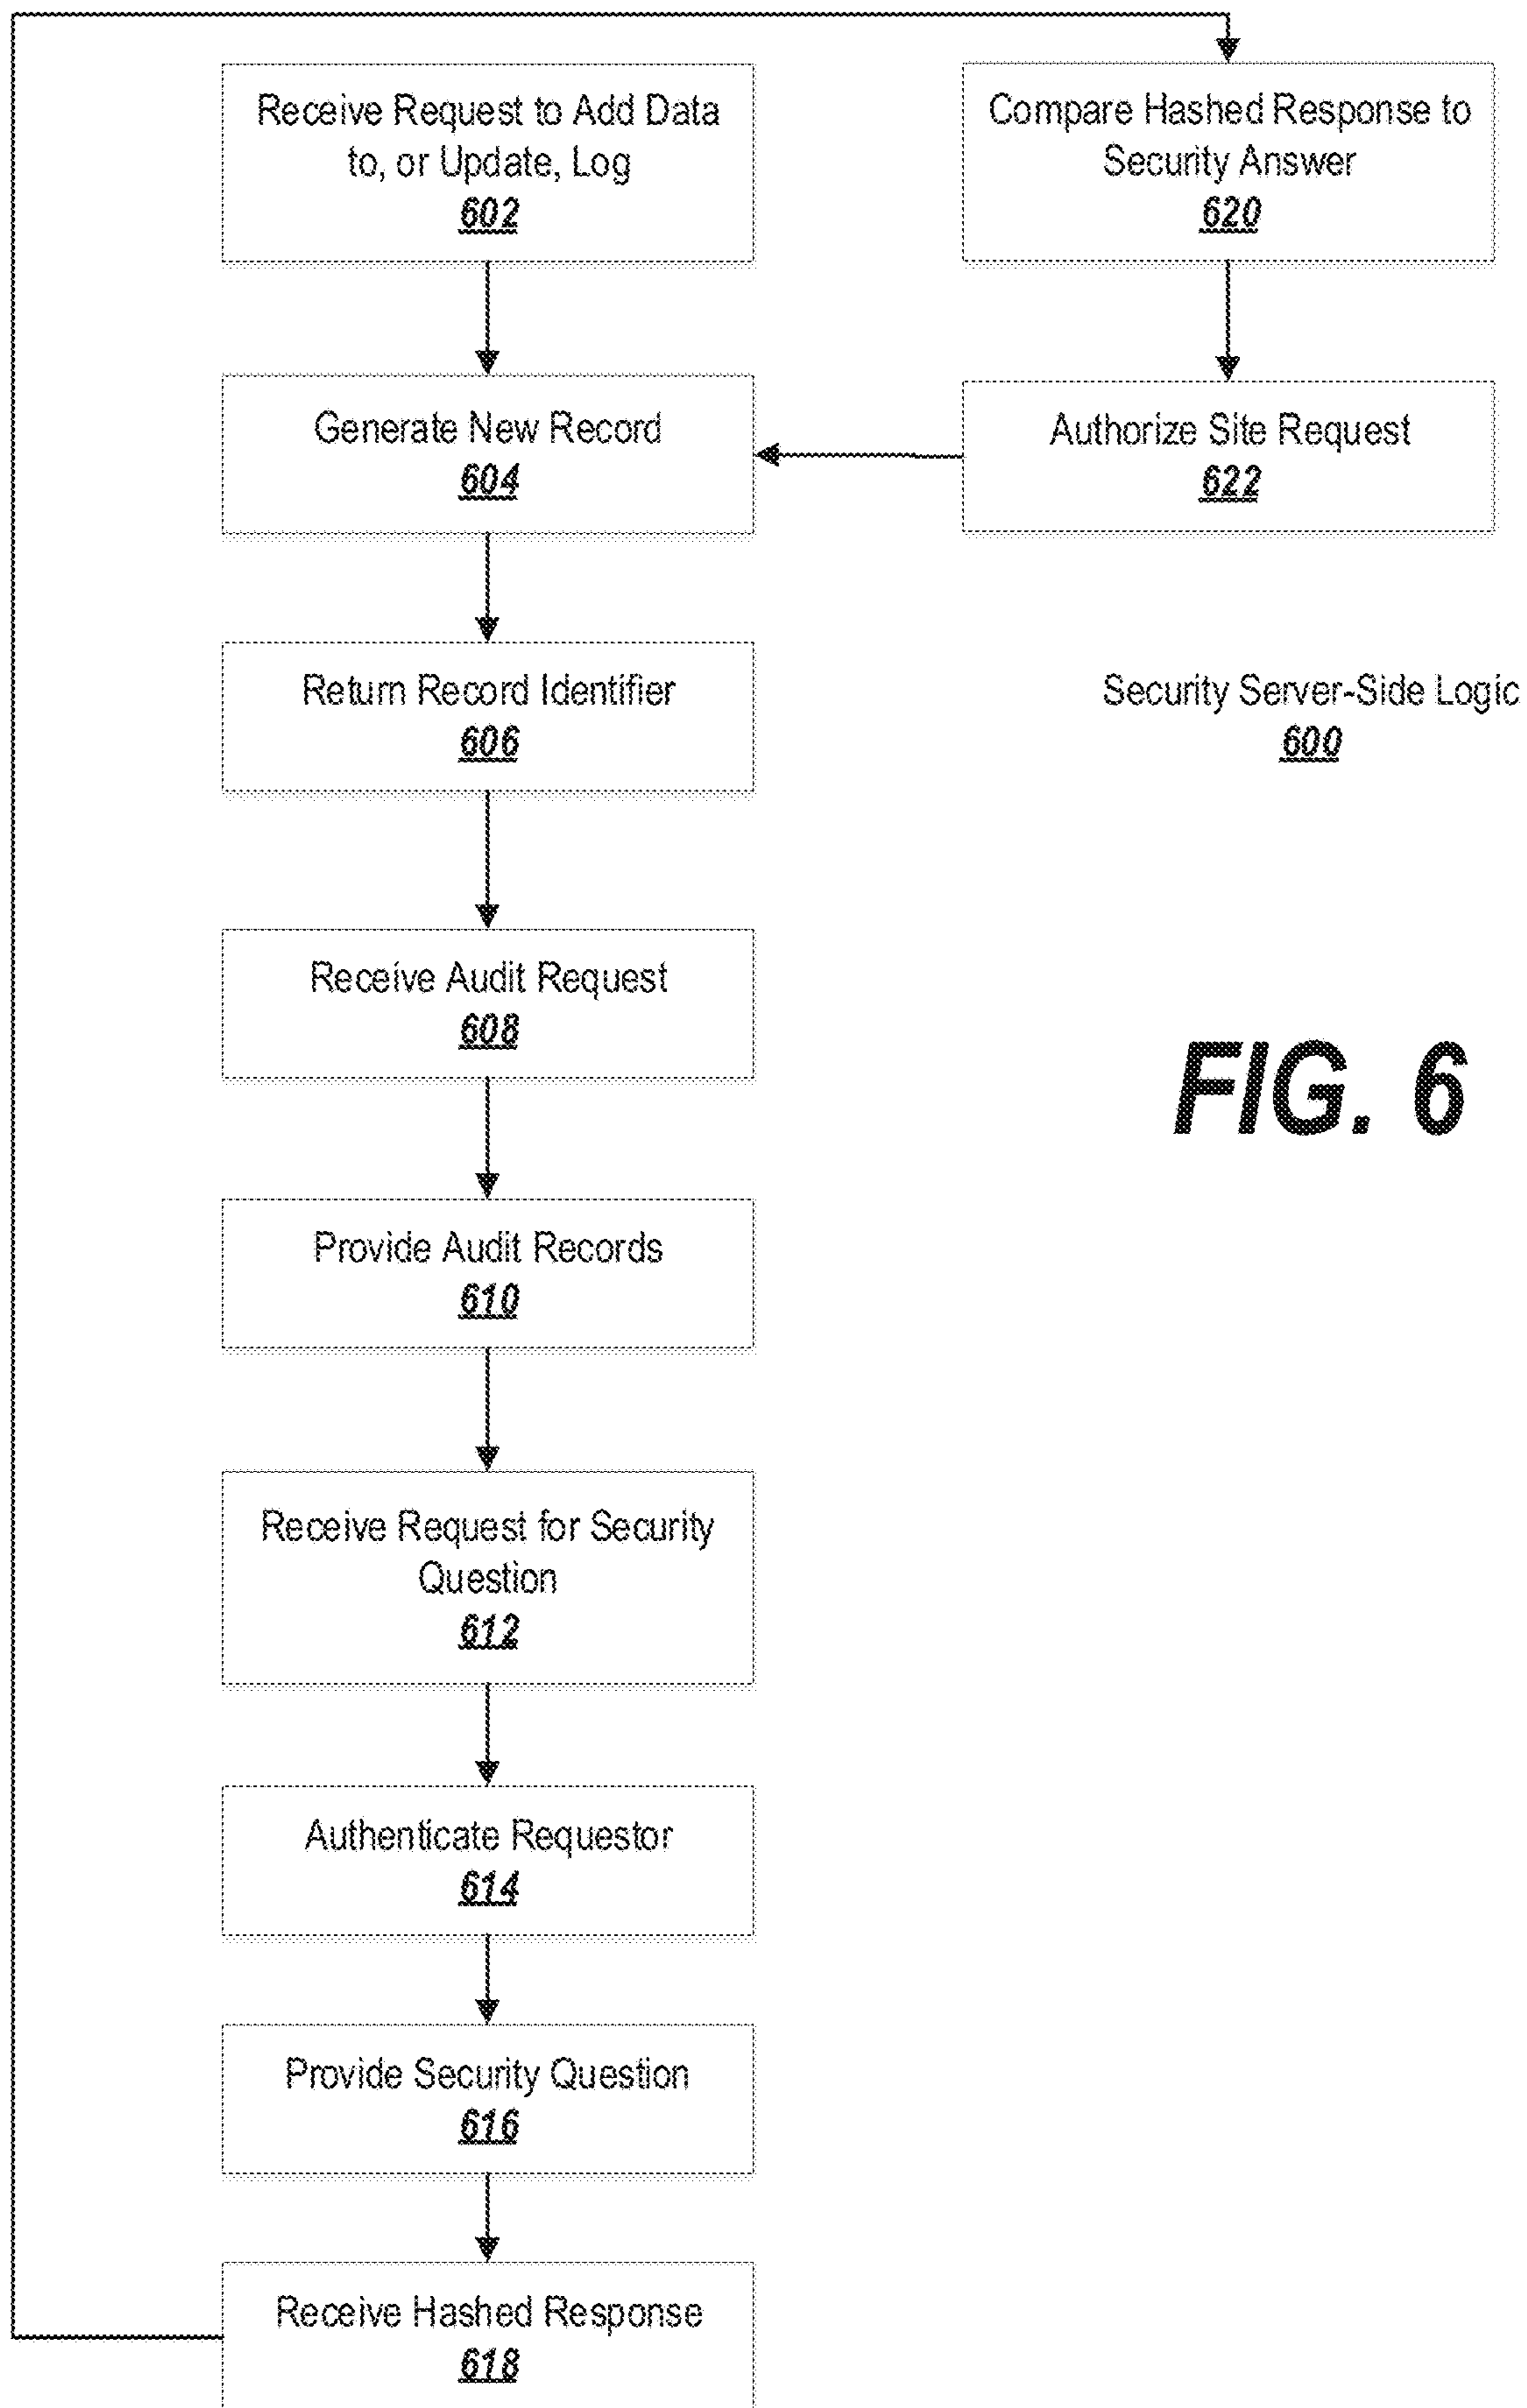 Receive Request to Add Data
to, or Update, Log
602
Generate New Record
604
Return Record Identifier
606
Receive Audit Request
608
Provide Audit Records
610
Receive Request for Security
Question
612
Authenticate Requestor
614
Provide Security Question
616
Receive Hashed Response
618
Compare Hashed Response to
Security Answer
620
Authorize Site Request
622
Security Server-Side Logic
600
FIG. 6